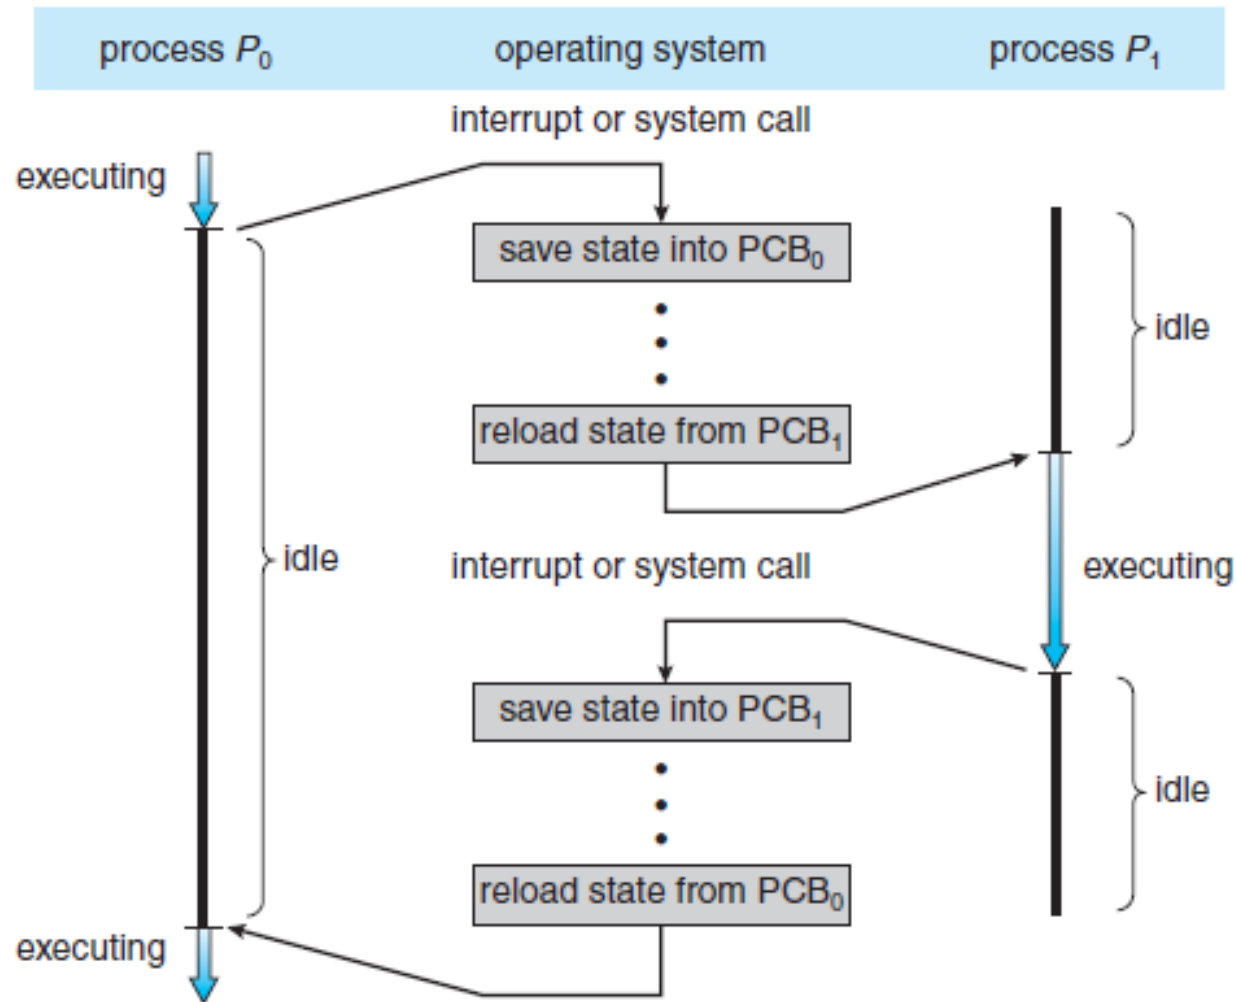 process P₀ operating system process P₁
interrupt or system call
executing
save state into PCB₀
idle
reload state from PCB₁
idle
interrupt or system call
executing
save state into PCB₁
idle
reload state from PCB₀
executing